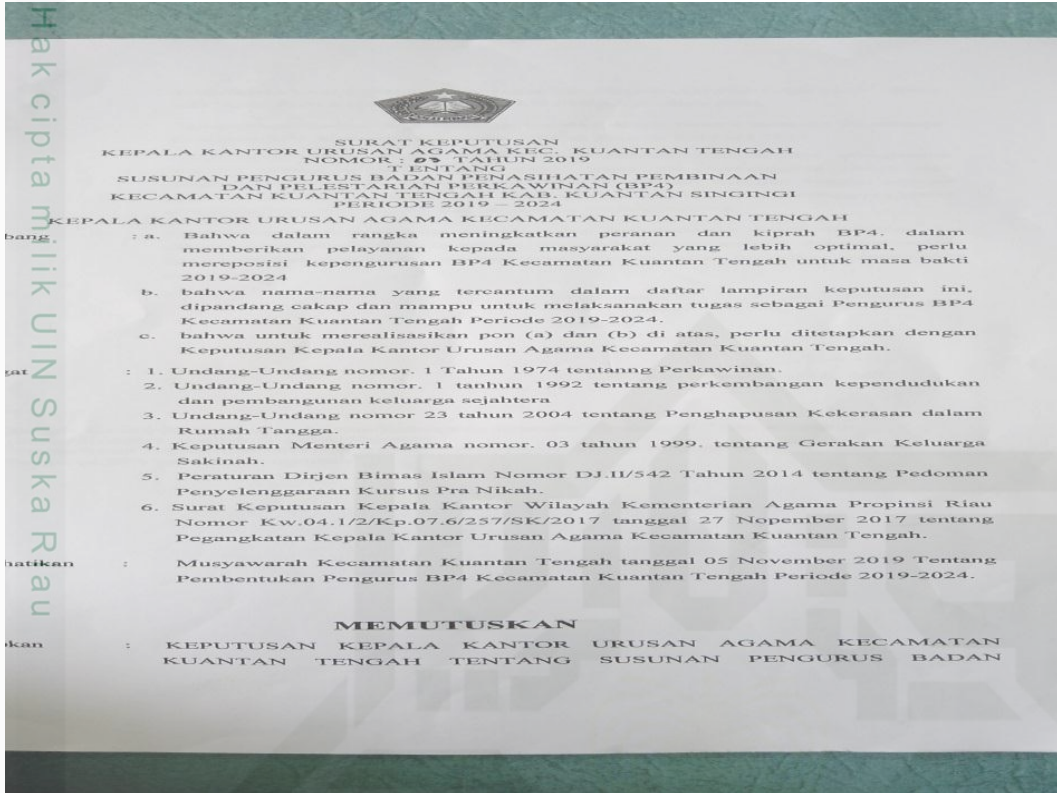 Hak cipta milik UIN Suska Riau
SURAT KEPUTUSAN
KEPALA KANTOR URUSAN AGAMA KEC. KUANTAN TENGAH
NOMOR : 03 TAHUN 2019
T ENTANG
SUSUNAN PENGURUS BADAN PENASIHATAN PEMBINAAN
DAN PELESTARIAN PERKAWINAN (BP4)
KECAMATAN KUANTAN TENGAH KAB. KUANTAN SINGINGI
PERIODE 2019 – 2024
KEPALA KANTOR URUSAN AGAMA KECAMATAN KUANTAN TENGAH
bang : a. Bahwa dalam rangka meningkatkan peranan dan kiprah BP4. dalam
memberikan pelayanan kepada masyarakat yang lebih optimal, perlu
mereposisi kepengurusan BP4 Kecamatan Kuantan Tengah untuk masa bakti
2019-2024
b. bahwa nama-nama yang tercantum dalam daftar lampiran keputusan ini,
dipandang cakap dan mampu untuk melaksanakan tugas sebagai Pengurus BP4
Kecamatan Kuantan Tengah Periode 2019-2024.
c. bahwa untuk merealisasikan pon (a) dan (b) di atas, perlu ditetapkan dengan
Keputusan Kepala Kantor Urusan Agama Kecamatan Kuantan Tengah.
gat : 1. Undang-Undang nomor. 1 Tahun 1974 tentanng Perkawinan.
2. Undang-Undang nomor. 1 tanhun 1992 tentang perkembangan kependudukan
dan pembangunan keluarga sejahtera
3. Undang-Undang nomor 23 tahun 2004 tentang Penghapusan Kekerasan dalam
Rumah Tangga.
4. Keputusan Menteri Agama nomor. 03 tahun 1999. tentang Gerakan Keluarga
Sakinah.
5. Peraturan Dirjen Bimas Islam Nomor DJ.II/542 Tahun 2014 tentang Pedoman
Penyelenggaraan Kursus Pra Nikah.
6. Surat Keputusan Kepala Kantor Wilayah Kementerian Agama Propinsi Riau
Nomor Kw.04.1/2/Kp.07.6/257/SK/2017 tanggal 27 Nopember 2017 tentang
Pegangkatan Kepala Kantor Urusan Agama Kecamatan Kuantan Tengah.
hatikan : Musyawarah Kecamatan Kuantan Tengah tanggal 05 November 2019 Tentang
Pembentukan Pengurus BP4 Kecamatan Kuantan Tengah Periode 2019-2024.
MEMUTUSKAN
kan : KEPUTUSAN KEPALA KANTOR URUSAN AGAMA KECAMATAN
KUANTAN TENGAH TENTANG SUSUNAN PENGURUS BADAN